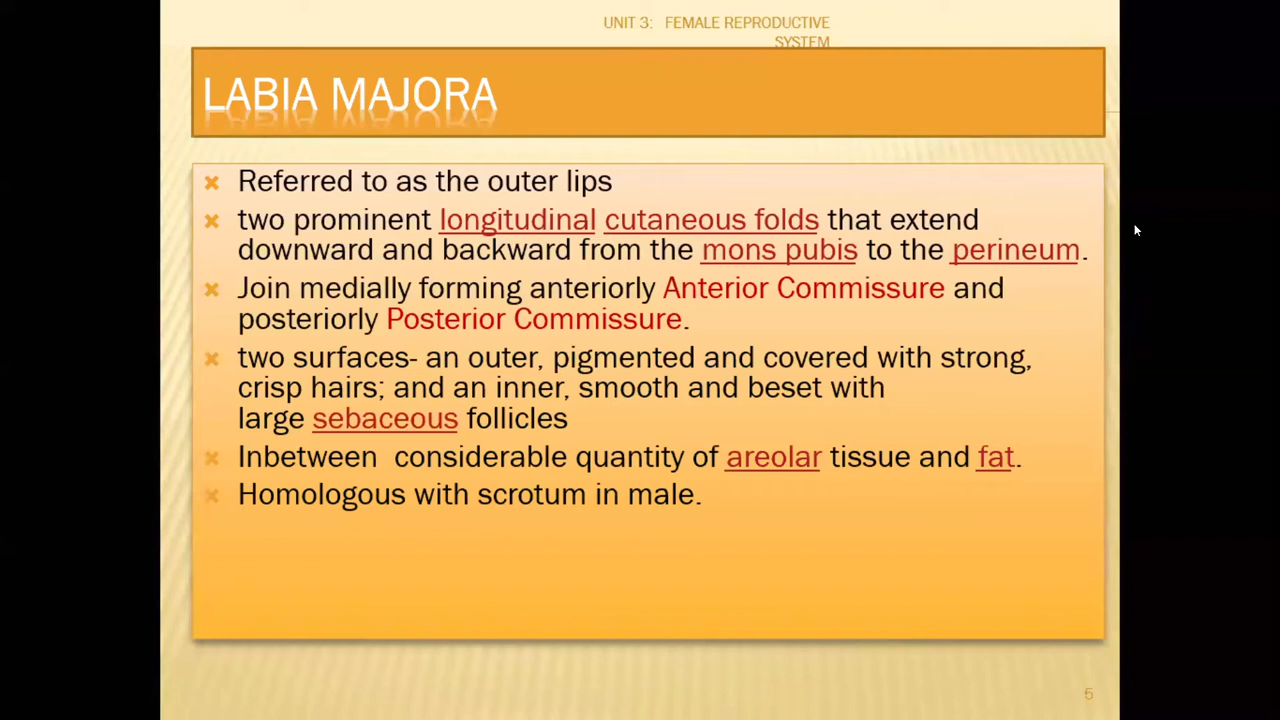 UNIT 3:   FEMALE REPRODUCTIVE
SYSTEM
LABIA MAJORA
Referred to as the outer lips
two prominent longitudinal cutaneous folds that extend
downward and backward from the mons pubis to the perineum.
Join medially forming anteriorly Anterior Commissure and
posteriorly Posterior Commissure.
two surfaces- an outer, pigmented and covered with strong,
crisp hairs; and an inner, smooth and beset with
large sebaceous follicles
Inbetween  considerable quantity of areolar tissue and fat.
Homologous with scrotum in male.
5